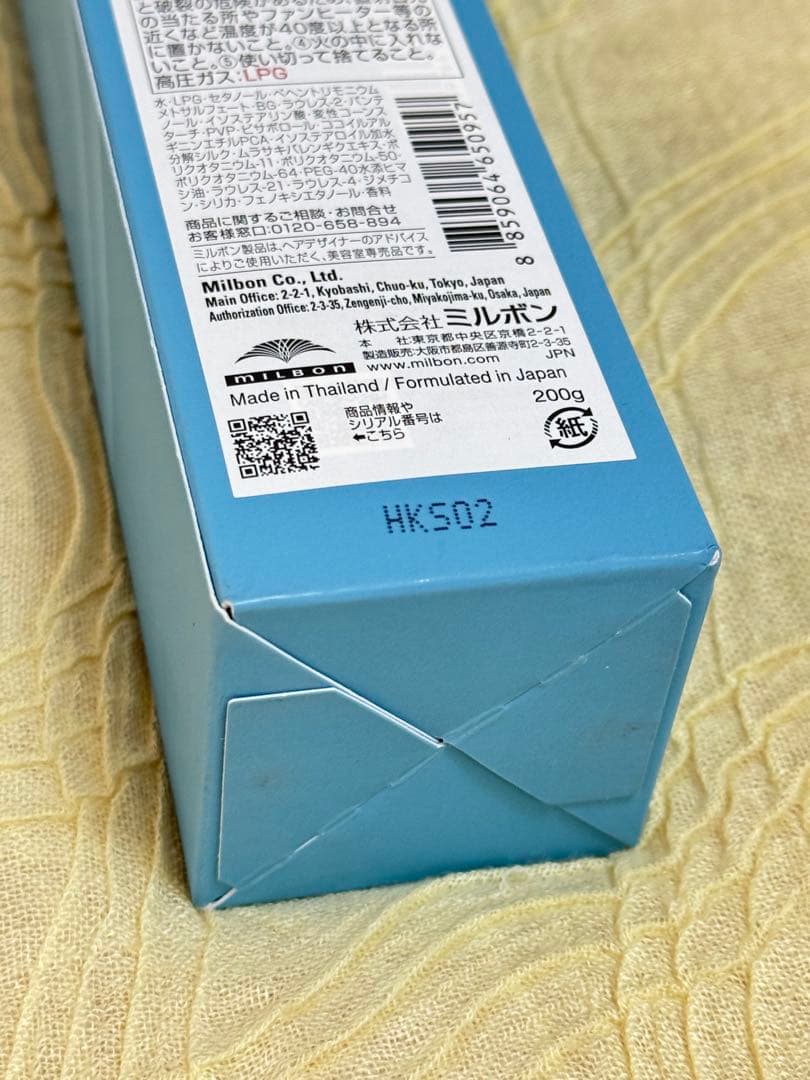 と破裂の危険があるため、直射日光
の当たる所やファンヒーター等の
近くなど温度が40度以上となる所
に置かないこと。④火の中に入れな
いこと。⑤使い切って捨てること。
高圧ガス:LPG
水・LPG・セタノール・ベヘントリモニウム
メトサルフェート・BG・ラウレス-2・パンテ
ノール・イソステアリン酸・変性コーンス
ターチ・PVP・ビサボロール・ココイルアル
ギニンエチルPCA・イソステアロイル加水
分解シルク・ムラサキバレンギクエキス・ポ
リクオタニウム-11・ポリクオタニウム-50・
ポリクオタニウム-64・PEG-40水添ヒマ
シ油・ラウレス-21・ラウレス-4・ジメチコ
ン・シリカ・フェノキシエタノール・香料
8 859064 650957
商品に関するご相談・お問合せ
お客様窓口:0120-658-894
ミルボン製品は、ヘアデザイナーのアドバイス
によりご使用いただく、美容室専売品です。
Milbon Co., Ltd.
Main Office: 2-2-1, Kyobashi, Chuo-ku, Tokyo, Japan
Authorization Office: 2-3-35, Zengenji-cho, Miyakojima-ku, Osaka, Japan
株式会社ミルボン
本 社:東京都中央区京橋2-2-1
製造販売:大阪市都島区善源寺町2-3-35
www.milbon.com JPN
MILBON
Made in Thailand / Formulated in Japan
200g
商品情報や
シリアル番号は
←こちら
紙
HKS02